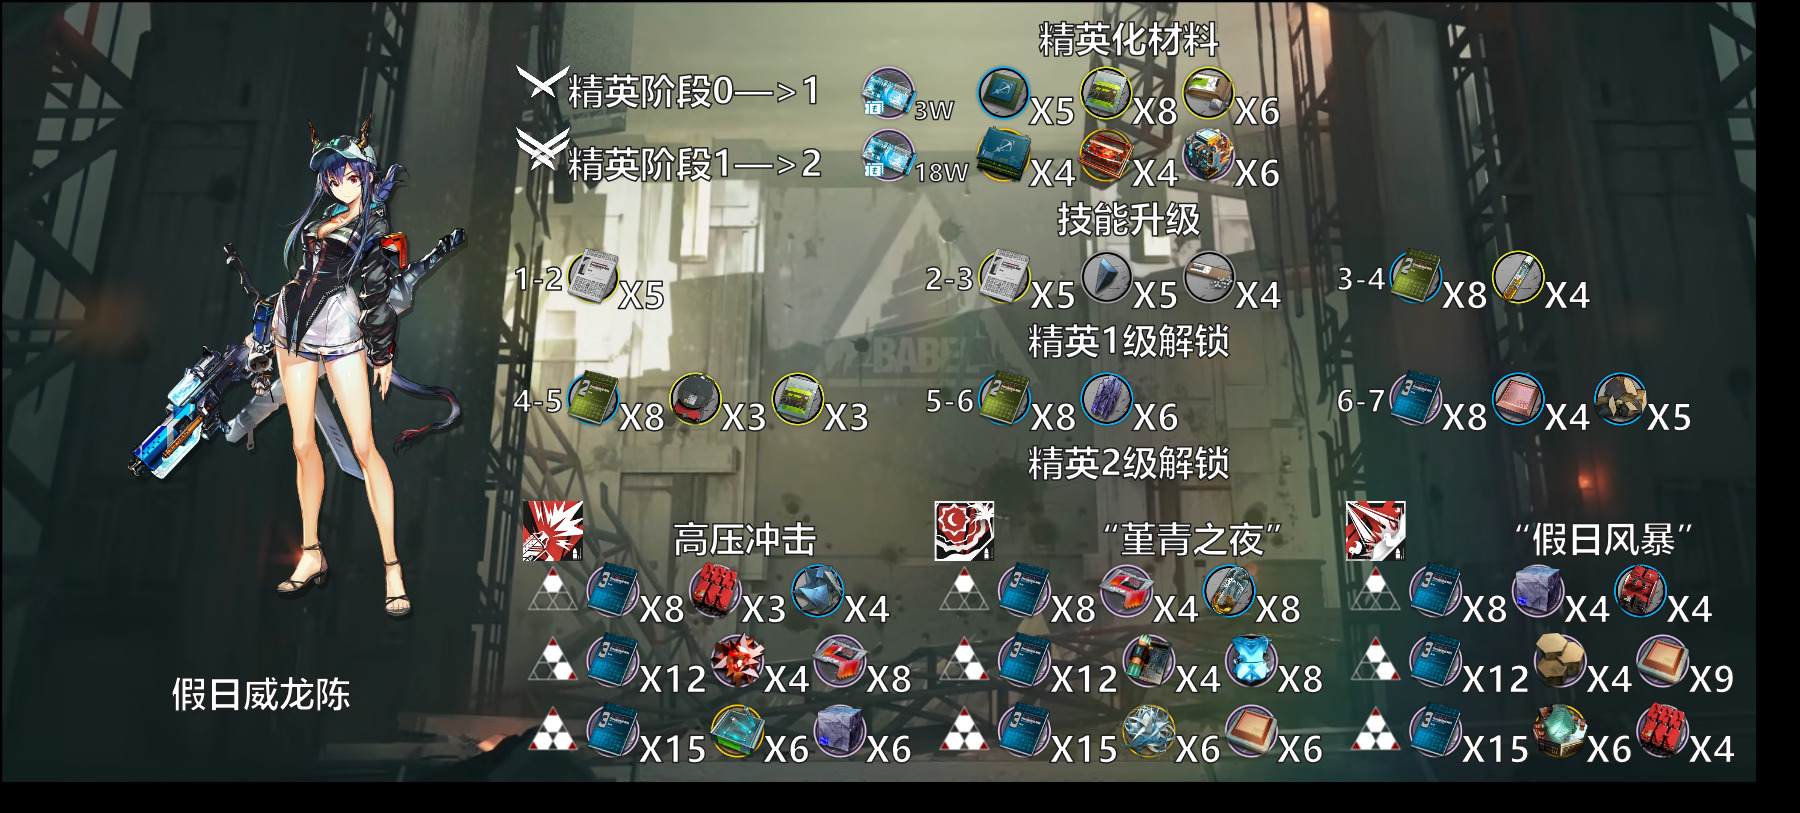 精英化材料
精英阶段0—>1 3W X5 X8 X6
精英阶段1—>2 18W X4 X4 X6
技能升级
1-2 X5 2-3 X5 X5 X4 3-4 X8 X4
精英1级解锁
BABEL
4-5 X8 X3 X3 5-6 X8 X6 6-7 X8 X4 X5
精英2级解锁
高压冲击 “堇青之夜” “假日风暴”
X8 X3 X4 X8 X4 X8 X8 X4 X4
X12 X4 X8 X12 X4 X8 X12 X4 X9
X15 X6 X6 X15 X6 X6 X15 X6 X4
假日威龙陈